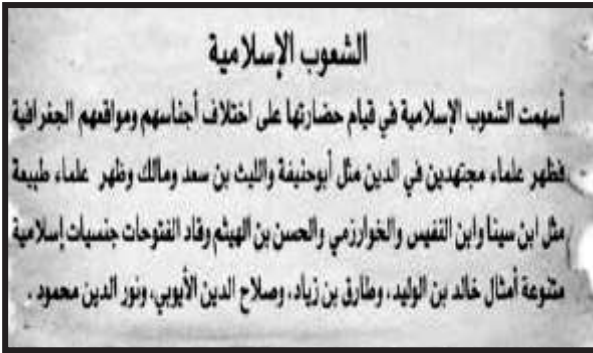 الشعوب الإسلامية
أسهمت الشعوب الإسلامية في قيام حضارتها على اختلاف أجناسهم ومواقعهم الجغرافية
فظهر علماء مجتهدين في الدين مثل أبوحنيفة والليث بن سعد ومالك وظهر علماء طبيعة
مثل ابن سينا وابن النفيس والخوارزمي والحسن بن الهيثم وقاد الفتوحات جنسيات إسلامية
متنوعة أمثال خالد بن الوليد، وطارق بن زياد، وصلاح الدين الأيوبي، ونور الدين محمود .